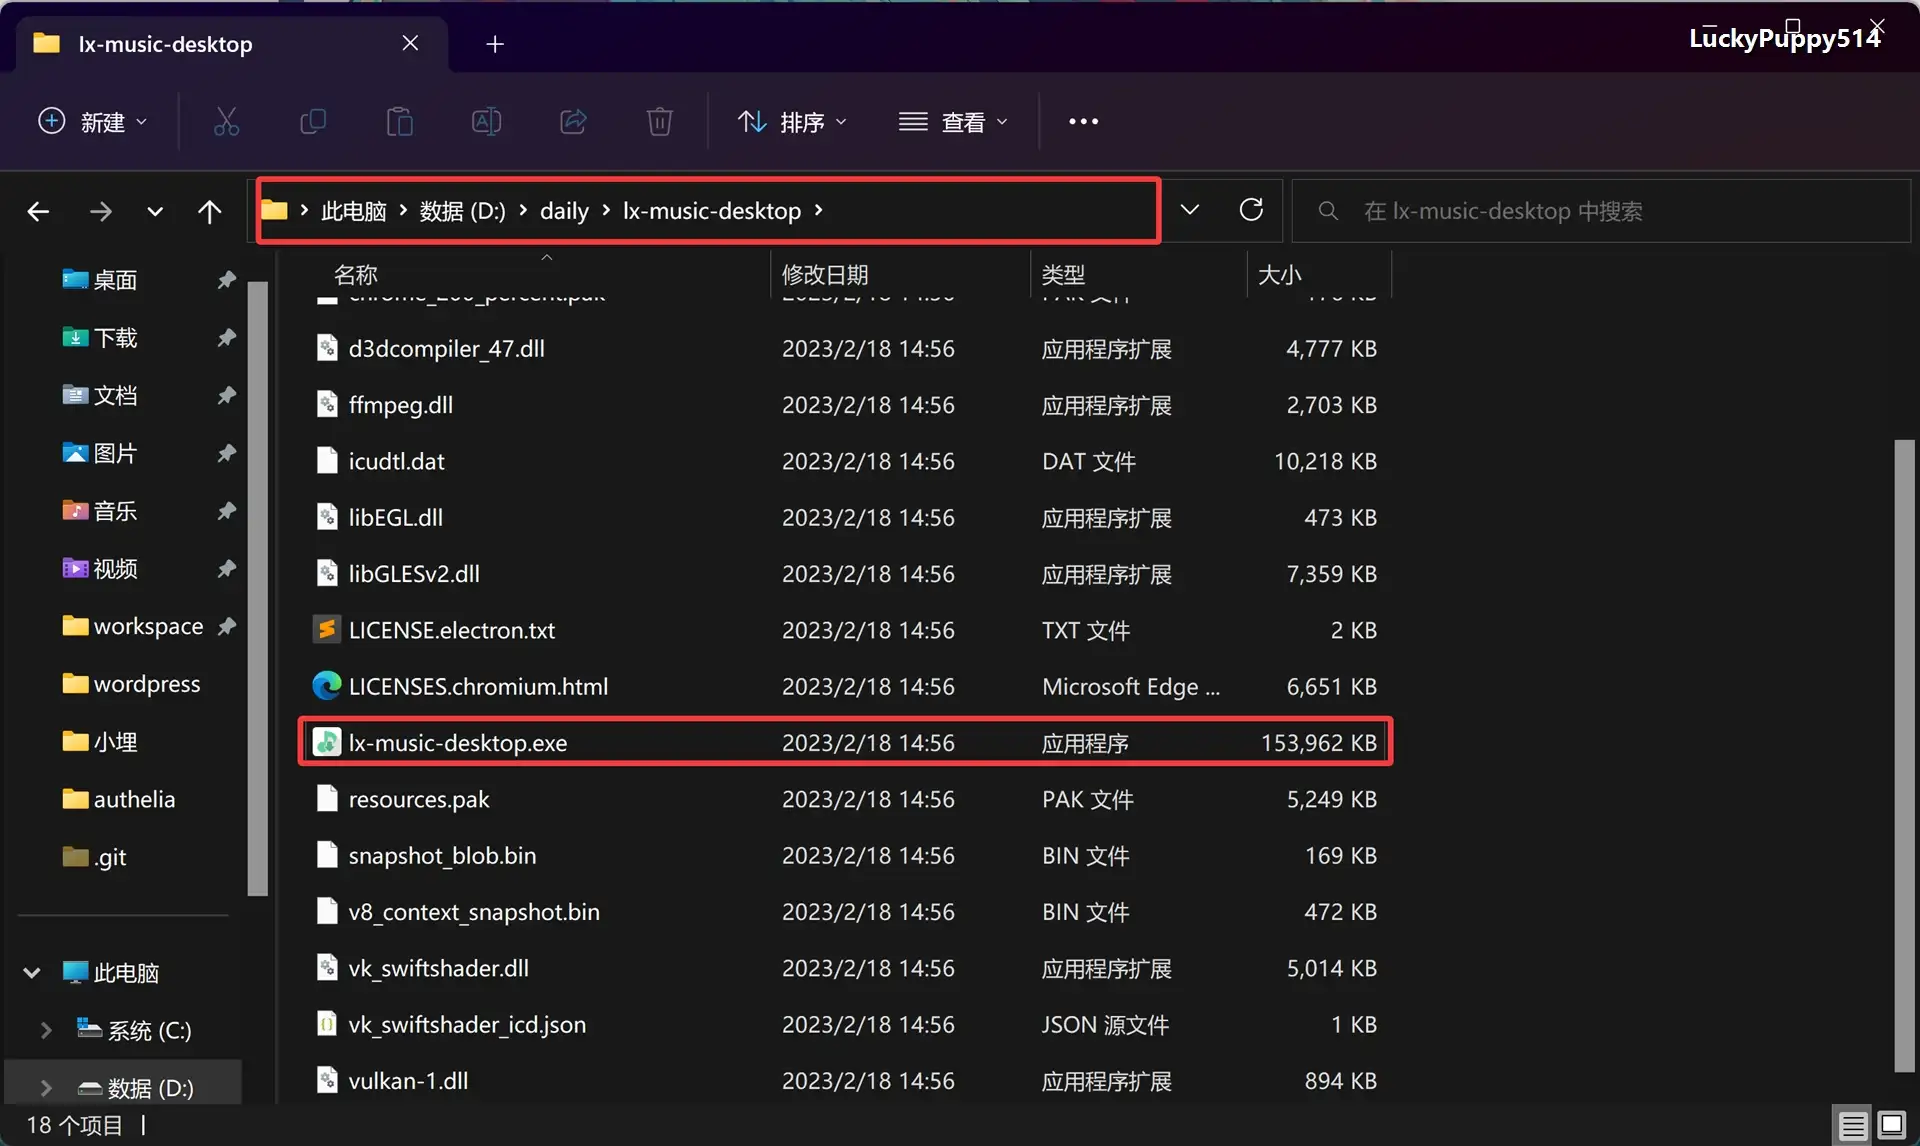 lx-music-desktop
LuckyPuppy514
新建
排序
查看
此电脑 数据 (D:) daily lx-music-desktop
在 lx-music-desktop 中搜索
名称 修改日期 类型 大小
桌面
下载
文档
图片
音乐
视频
workspace
wordpress
小埋
authelia
.git
此电脑
系统 (C:)
数据 (D:)
chrome_200_percent.pak 2023/2/18 14:56 PAK 文件
d3dcompiler_47.dll 2023/2/18 14:56 应用程序扩展 4,777 KB
ffmpeg.dll 2023/2/18 14:56 应用程序扩展 2,703 KB
icudtl.dat 2023/2/18 14:56 DAT 文件 10,218 KB
libEGL.dll 2023/2/18 14:56 应用程序扩展 473 KB
libGLESv2.dll 2023/2/18 14:56 应用程序扩展 7,359 KB
LICENSE.electron.txt 2023/2/18 14:56 TXT 文件 2 KB
LICENSES.chromium.html 2023/2/18 14:56 Microsoft Edge ... 6,651 KB
lx-music-desktop.exe 2023/2/18 14:56 应用程序 153,962 KB
resources.pak 2023/2/18 14:56 PAK 文件 5,249 KB
snapshot_blob.bin 2023/2/18 14:56 BIN 文件 169 KB
v8_context_snapshot.bin 2023/2/18 14:56 BIN 文件 472 KB
vk_swiftshader.dll 2023/2/18 14:56 应用程序扩展 5,014 KB
vk_swiftshader_icd.json 2023/2/18 14:56 JSON 源文件 1 KB
vulkan-1.dll 2023/2/18 14:56 应用程序扩展 894 KB
18 个项目